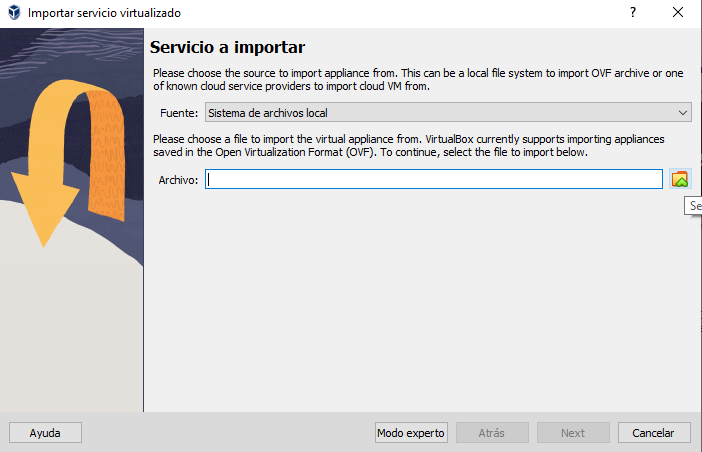 Importar servicio virtualizado
?
Servicio a importar
Please choose the source to import appliance from. This can be a local file system to import OVF archive or one
of known cloud service providers to import cloud VM from.
Fuente: Sistema de archivos local
Please choose a file to import the virtual appliance from. VirtualBox currently supports importing appliances
saved in the Open Virtualization Format (OVF). To continue, select the file to import below.
Archivo:
Se
Ayuda Modo experto Atrás Next Cancelar